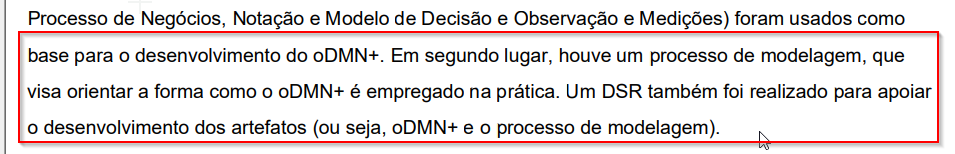 Processo de Negócios, Notação e Modelo de Decisão e Observação e Medições) foram usados como
base para o desenvolvimento do oDMN+. Em segundo lugar, houve um processo de modelagem, que
visa orientar a forma como o oDMN+ é empregado na prática. Um DSR também foi realizado para apoiar
o desenvolvimento dos artefatos (ou seja, oDMN+ e o processo de modelagem).